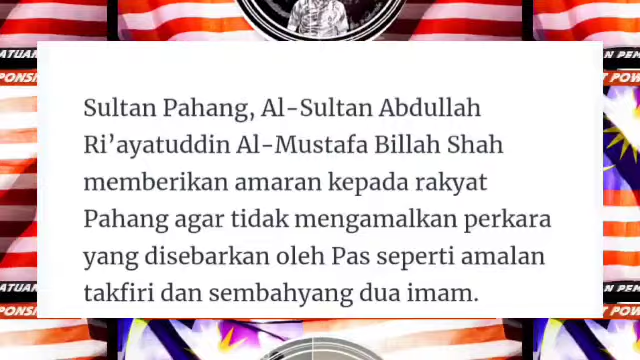 Sultan Pahang, Al-Sultan Abdullah
Ri’ayatuddin Al-Mustafa Billah Shah
memberikan amaran kepada rakyat
Pahang agar tidak mengamalkan perkara
yang disebarkan oleh Pas seperti amalan
takfiri dan sembahyang dua imam.